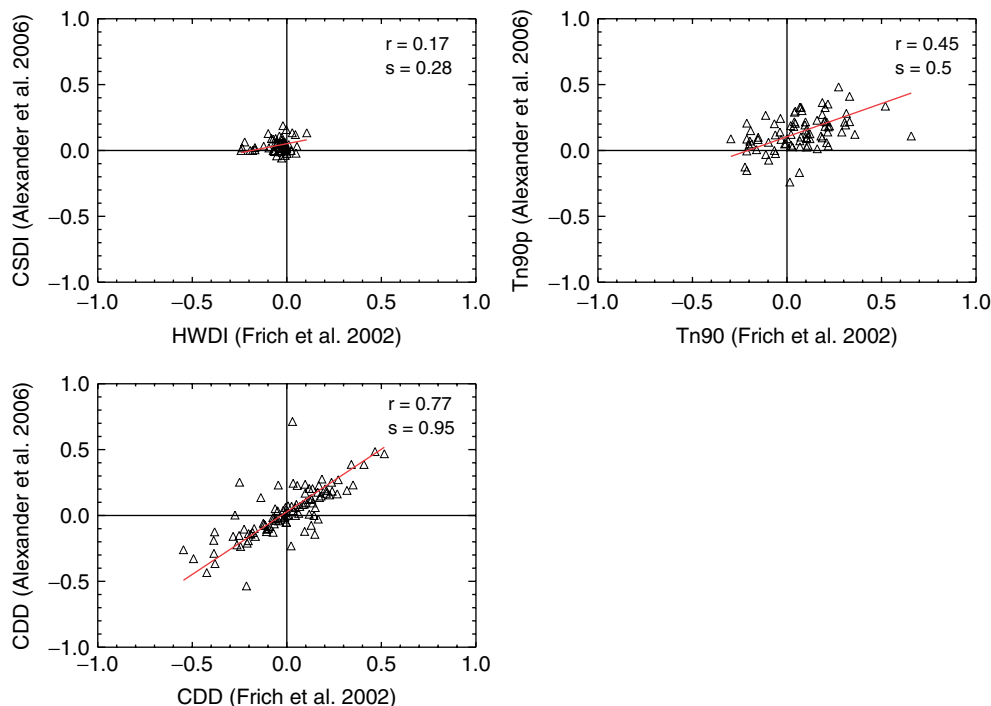 1.0
0.5
0.0
−0.5
−1.0
CSDI (Alexander et al. 2006)
r = 0.17
s = 0.28
−1.0 −0.5 0.0 0.5 1.0
HWDI (Frich et al. 2002)
1.0
0.5
0.0
−0.5
−1.0
Tn90p (Alexander et al. 2006)
r = 0.45
s = 0.5
−1.0 −0.5 0.0 0.5 1.0
Tn90 (Frich et al. 2002)
1.0
0.5
0.0
−0.5
−1.0
CDD (Alexander et al. 2006)
r = 0.77
s = 0.95
−1.0 −0.5 0.0 0.5 1.0
CDD (Frich et al. 2002)